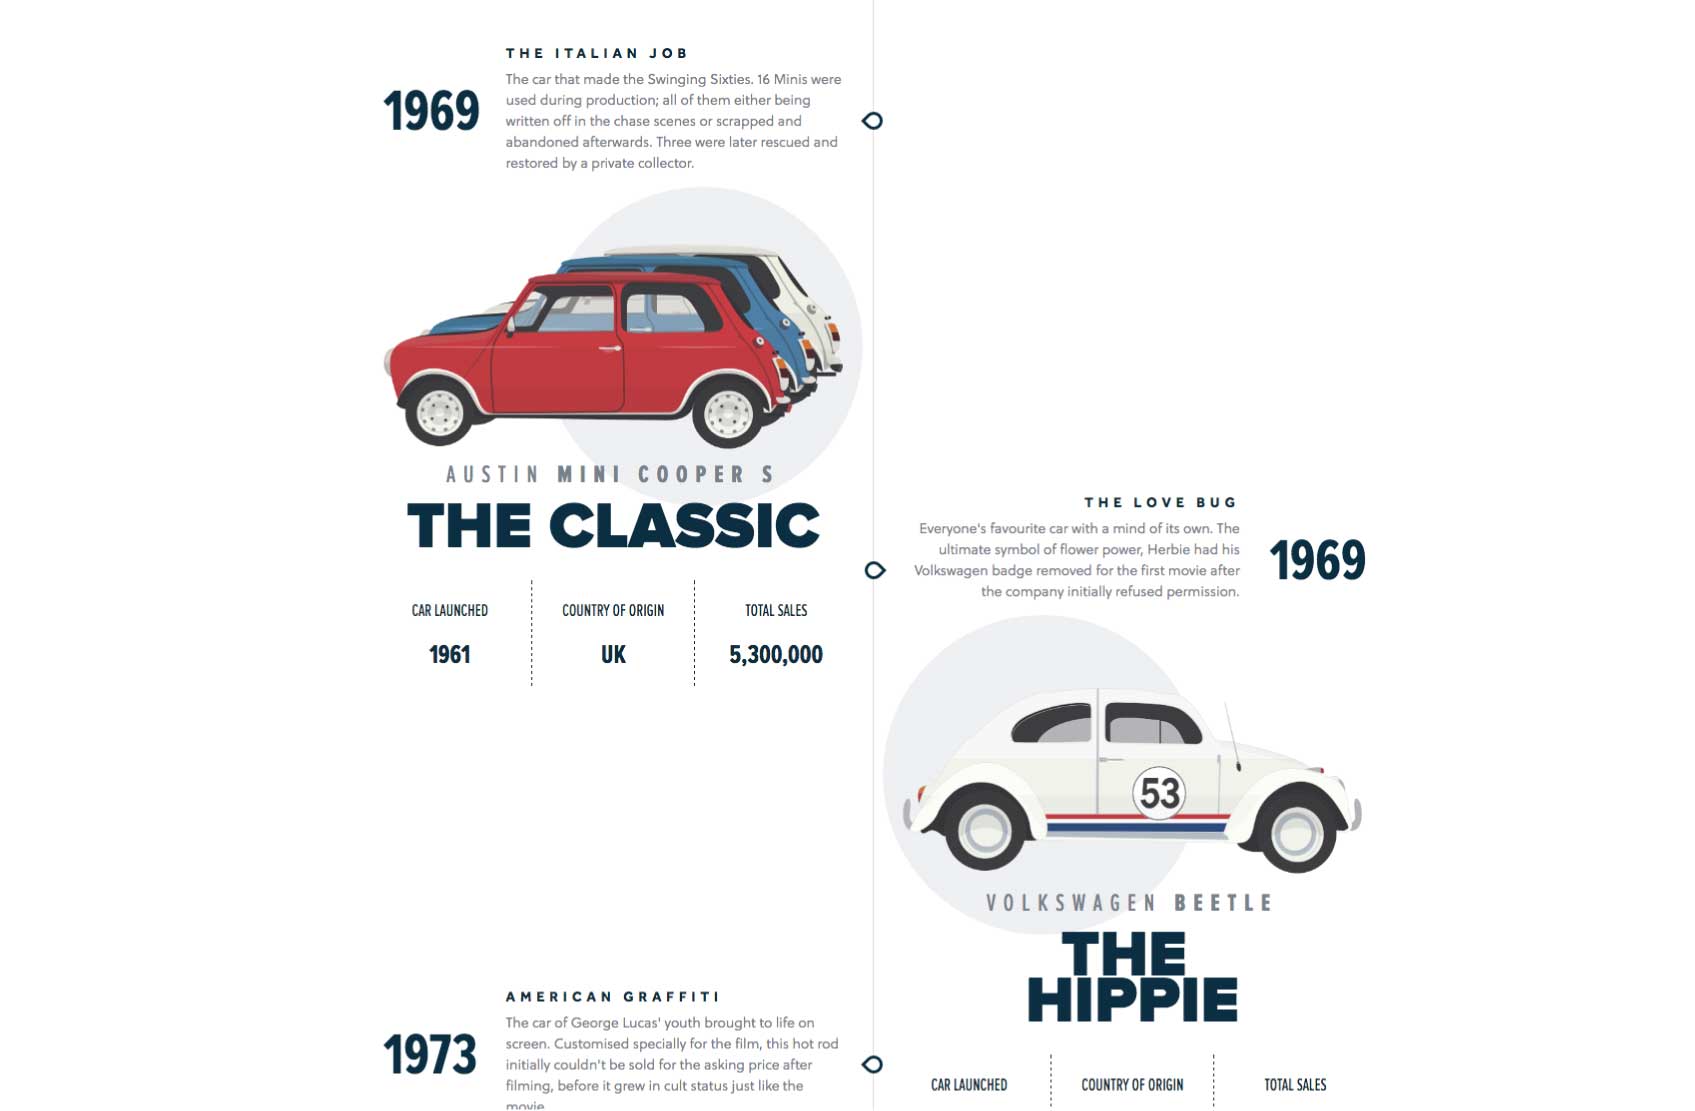 THE ITALIAN JOB
1969
The car that made the Swinging Sixties. 16 Minis were
used during production; all of them either being
written off in the chase scenes or scrapped and
abandoned afterwards. Three were later rescued and
restored by a private collector.
AUSTIN MINI COOPER S
THE CLASSIC
CAR LAUNCHED
1961
COUNTRY OF ORIGIN
UK
TOTAL SALES
5,300,000
THE LOVE BUG
Everyone's favourite car with a mind of its own. The
ultimate symbol of flower power, Herbie had his
Volkswagen badge removed for the first movie after
the company initially refused permission.
1969
53
VOLKSWAGEN BEETLE
THE
HIPPIE
CAR LAUNCHED
COUNTRY OF ORIGIN
TOTAL SALES
AMERICAN GRAFFITI
1973
The car of George Lucas' youth brought to life on
screen. Customised specially for the film, this hot rod
initially couldn't be sold for the asking price after
filming, before it grew in cult status just like the
movie.